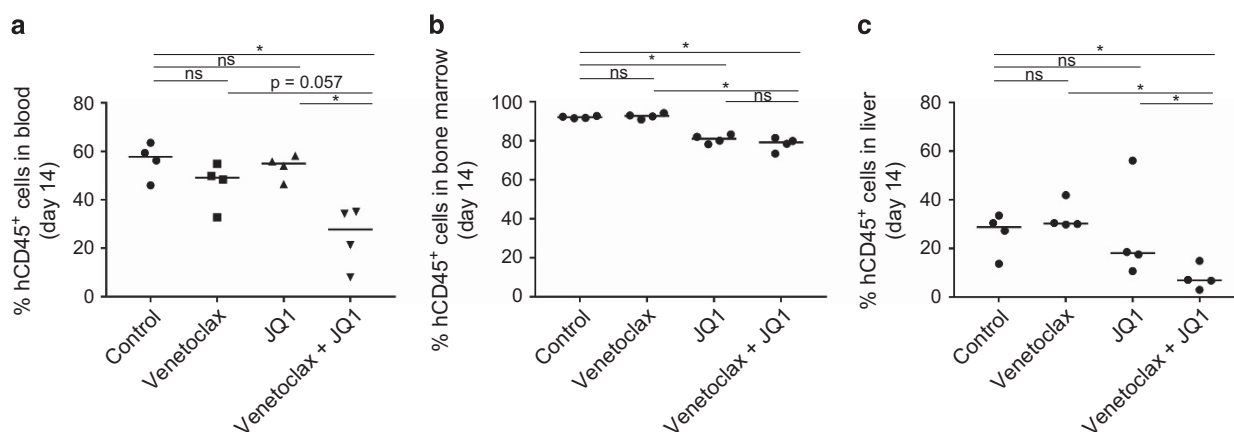 a
*
ns
ns
p = 0.057
*
% hCD45+ cells in blood
(day 14)
80
60
40
20
0
Control
Venetoclax
JQ1
Venetoclax + JQ1
b
*
*
ns
*
ns
% hCD45+ cells in bone marrow
(day 14)
100
80
60
40
20
0
Control
Venetoclax
JQ1
Venetoclax + JQ1
c
*
ns
ns
*
*
% hCD45+ cells in liver
(day 14)
80
60
40
20
0
Control
Venetoclax
JQ1
Venetoclax + JQ1